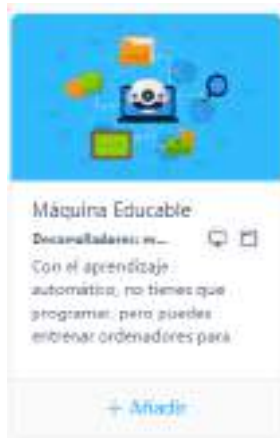 Máquina Educable
Desarrolladores: m...
Con el aprendizaje
automático, no tienes que
programar, pero puedes
entrenar ordenadores para
+ Añadir